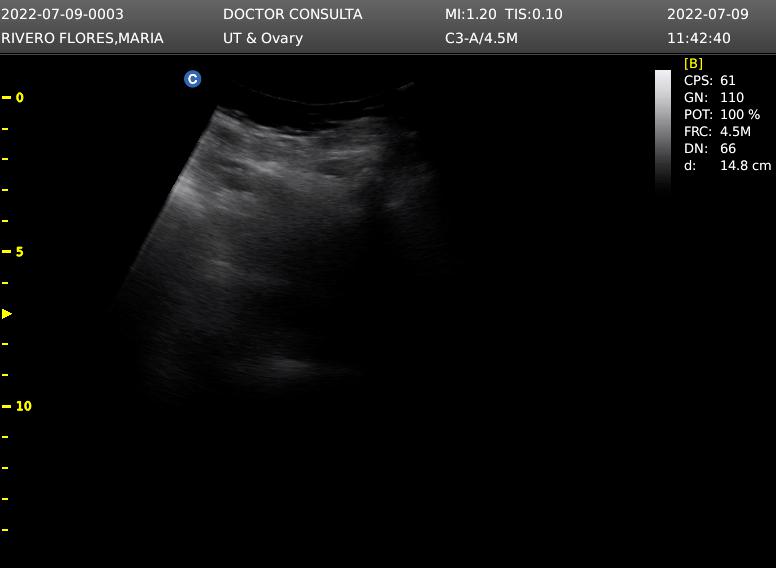 2022-07-09-0003 DOCTOR CONSULTA MI:1.20 TIS:0.10 2022-07-09
RIVERO FLORES,MARIA UT & Ovary C3-A/4.5M 11:42:40
[B]
C
CPS: 61
0
GN: 110
POT: 100 %
FRC: 4.5M
DN: 66
d: 14.8 cm
5
10